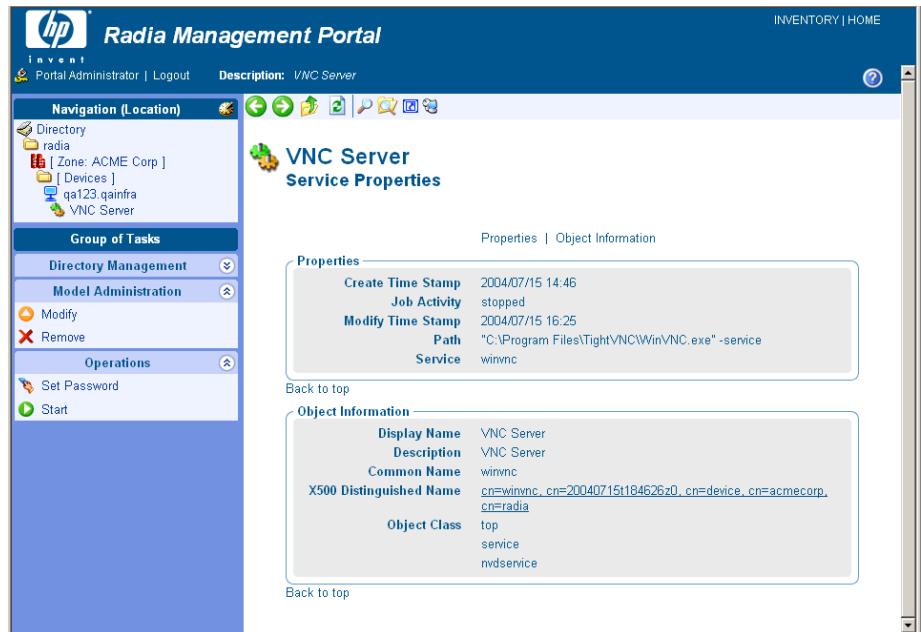 hp
invent
Radia Management Portal
INVENTORY | HOME
Portal Administrator | Logout
Description: VNC Server
Navigation (Location)
Directory
radia
[ Zone: ACME Corp ]
[ Devices ]
qa123.qainfra
VNC Server
Group of Tasks
Directory Management
Model Administration
Modify
Remove
Operations
Set Password
Start
VNC Server
Service Properties
Properties | Object Information
Properties
Create Time Stamp 2004/07/15 14:46
Job Activity stopped
Modify Time Stamp 2004/07/15 16:25
Path "C:\Program Files\TightVNC\WinVNC.exe" -service
Service winvnc
Back to top
Object Information
Display Name VNC Server
Description VNC Server
Common Name winvnc
X500 Distinguished Name cn=winvnc, cn=20040715t184626z0, cn=device, cn=acmecorp,
cn=radia
Object Class top
service
nvdservice
Back to top